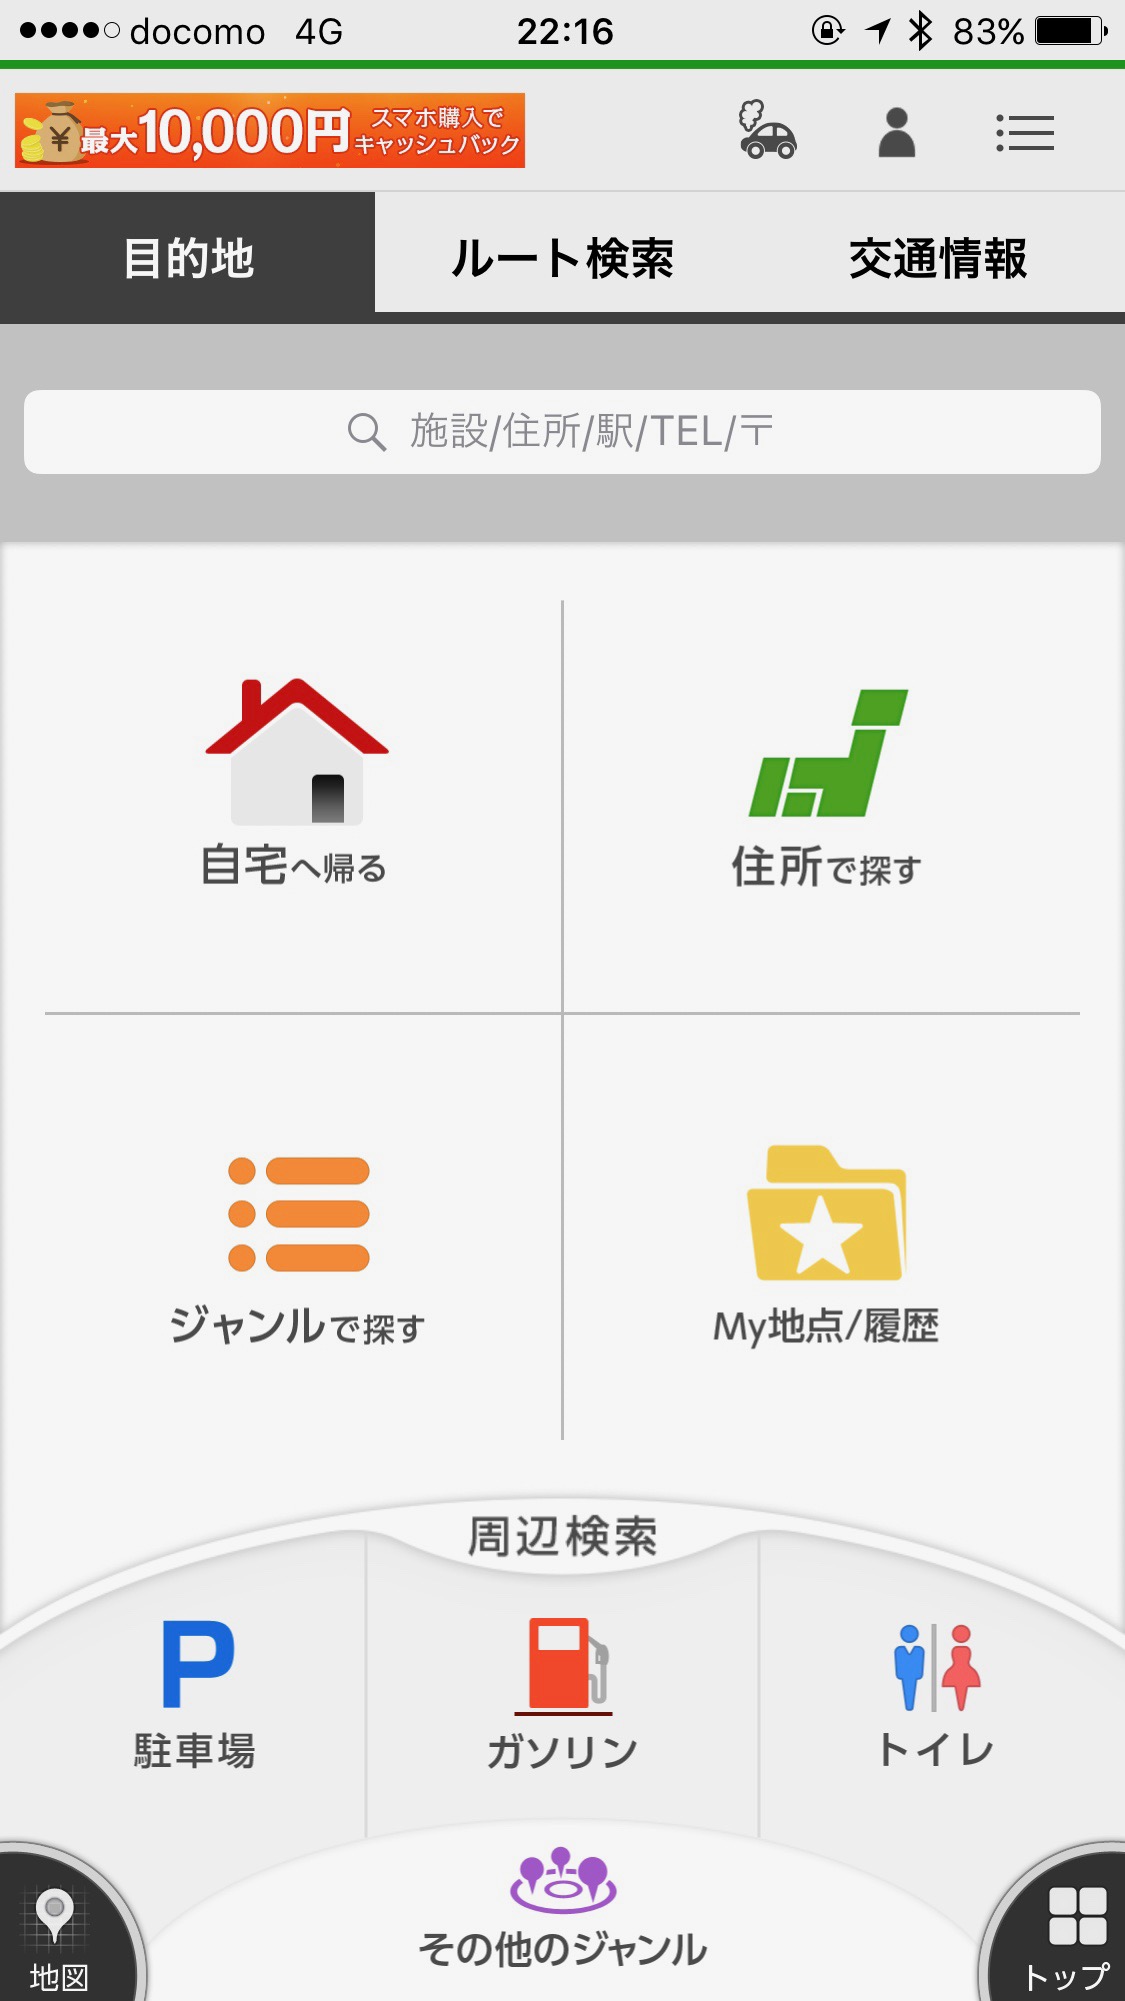 docomo 4G 22:16 83%
¥ 最大10,000円 スマホ購入で
キャッシュバック
目的地 ルート検索 交通情報
施設/住所/駅/TEL/〒
自宅へ帰る 住所で探す
ジャンルで探す My地点/履歴
周辺検索
P
駐車場 ガソリン トイレ
その他のジャンル
地図 トップ